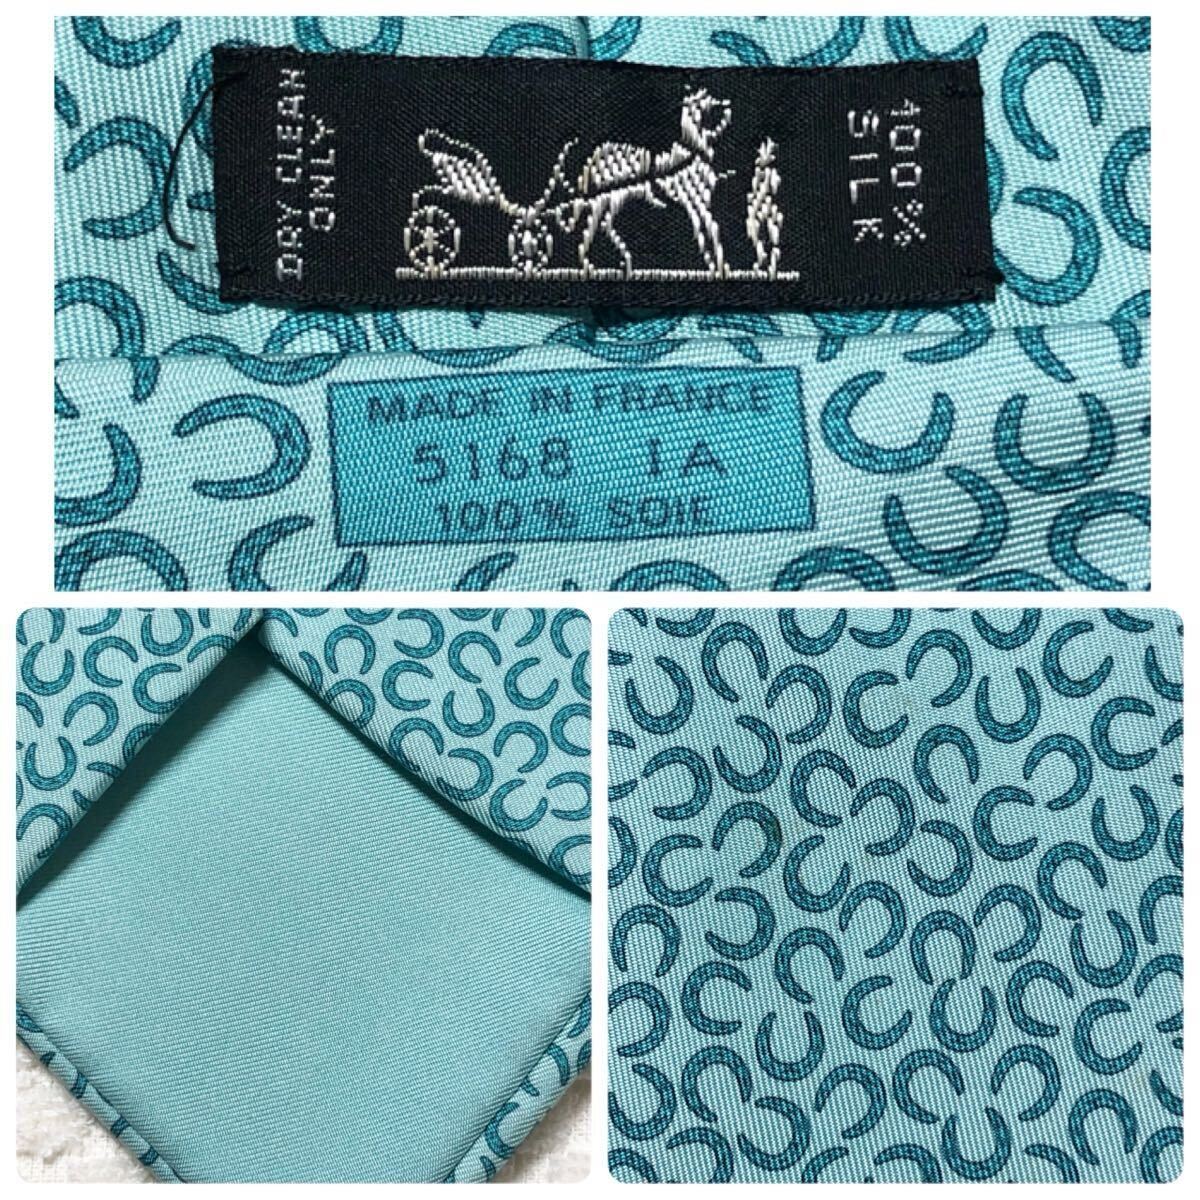 DRY CLEAN
ONLY
100%
SILK
MADE IN FRANCE
5168 IA
100% SOIE